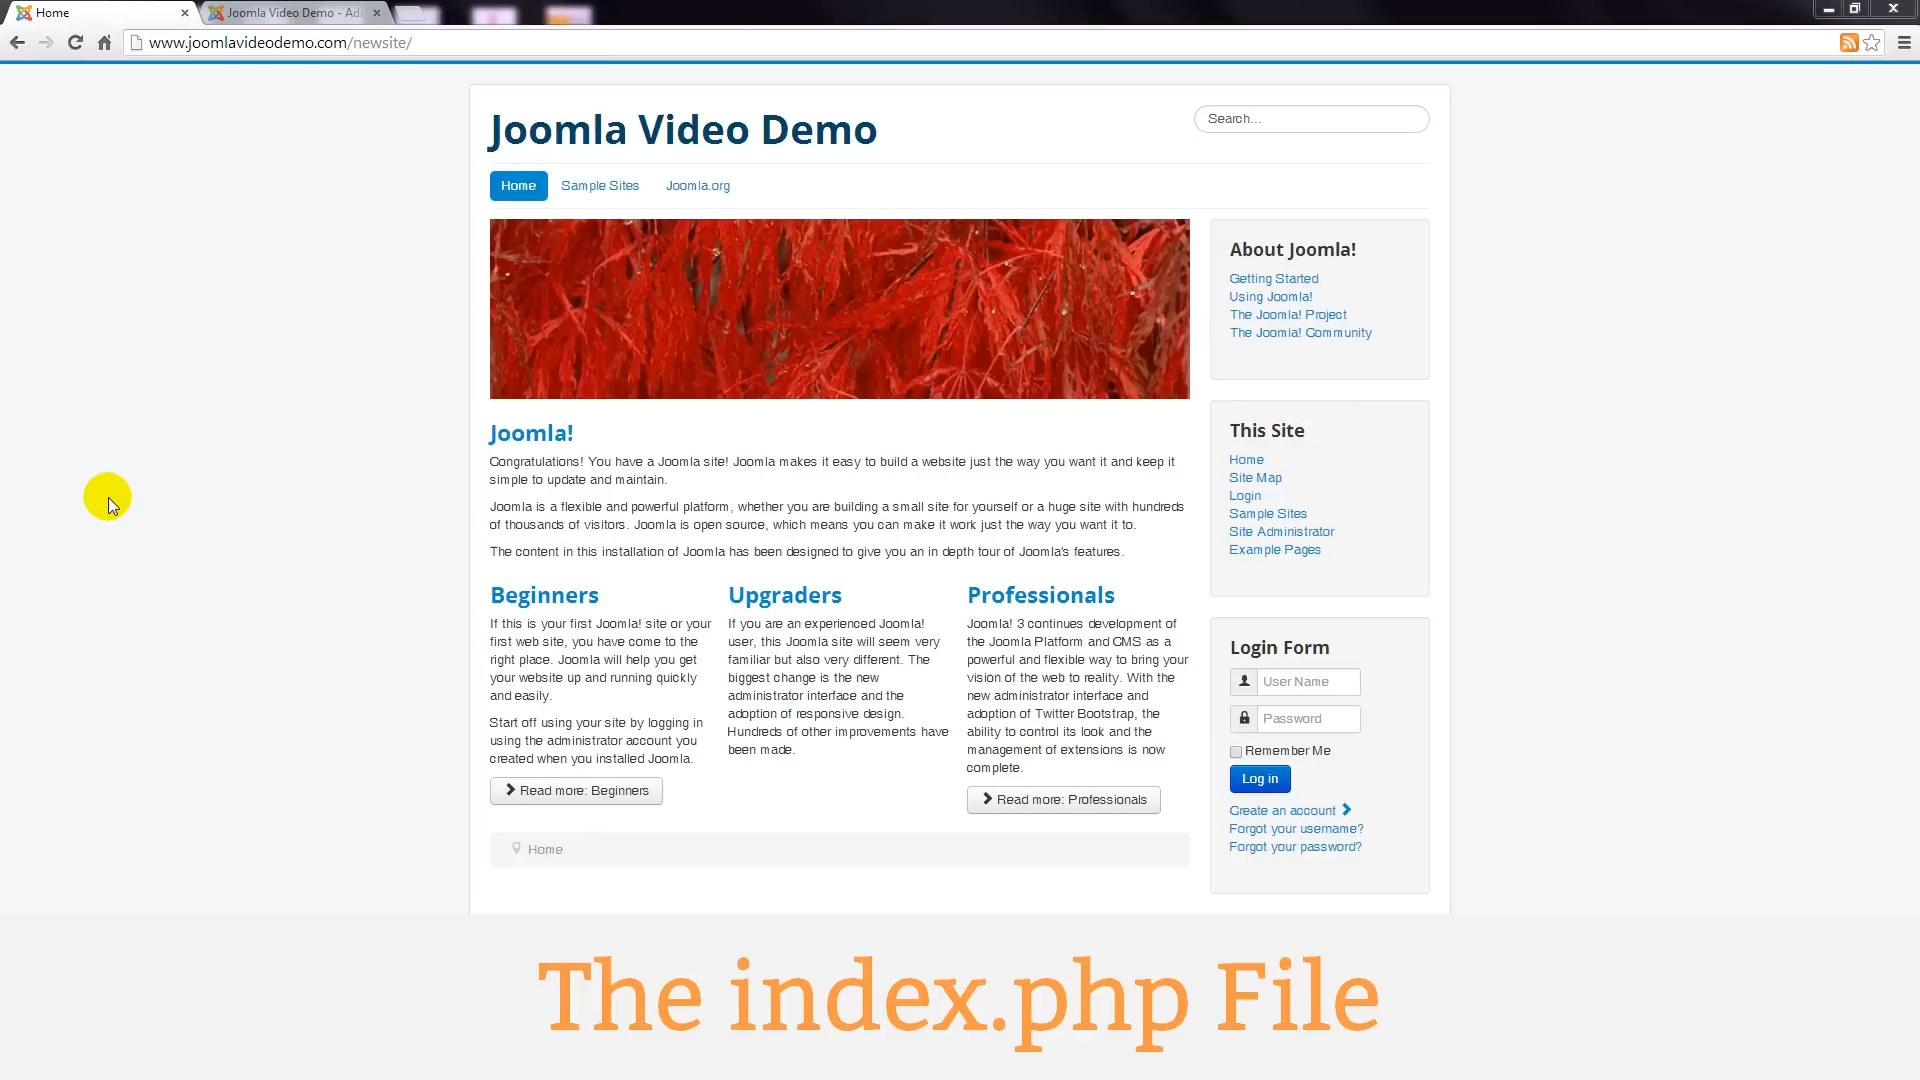 Home
Joomla Video Demo - Ad
www.joomlavideodemo.com/newsite/
Joomla Video Demo
Search...
Home
Sample Sites
Joomla.org
Joomla!
Congratulations! You have a Joomla site! Joomla makes it easy to build a website just the way you want it and keep it
simple to update and maintain.
Joomla is a flexible and powerful platform, whether you are building a small site for yourself or a huge site with hundreds
of thousands of visitors. Joomla is open source, which means you can make it work just the way you want it to.
The content in this installation of Joomla has been designed to give you an in depth tour of Joomla's features.
Beginners
If this is your first Joomla! site or your
first web site, you have come to the
right place. Joomla will help you get
your website up and running quickly
and easily.
Start off using your site by logging in
using the administrator account you
created when you installed Joomla.
Read more: Beginners
Upgraders
If you are an experienced Joomla!
user, this Joomla site will seem very
familiar but also very different. The
biggest change is the new
administrator interface and the
adoption of responsive design.
Hundreds of other improvements have
been made.
Professionals
Joomla! 3 continues development of
the Joomla Platform and CMS as a
powerful and flexible way to bring your
vision of the web to reality. With the
new administrator interface and
adoption of Twitter Bootstrap, the
ability to control its look and the
management of extensions is now
complete.
Read more: Professionals
Home
About Joomla!
Getting Started
Using Joomla!
The Joomla! Project
The Joomla! Community
This Site
Home
Site Map
Login
Sample Sites
Site Administrator
Example Pages
Login Form
User Name
Password
Remember Me
Log in
Create an account
Forgot your username?
Forgot your password?
The index.php File